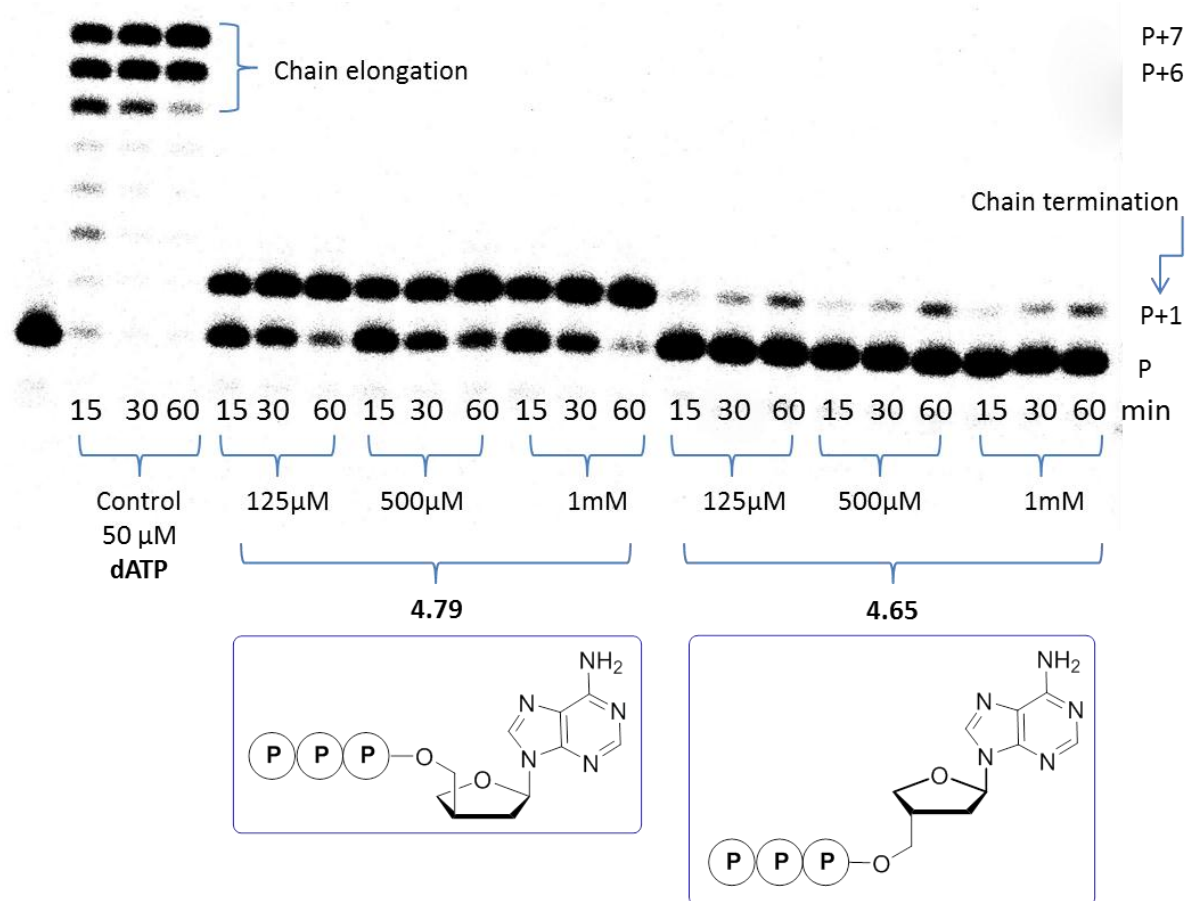 P+7
Chain elongation
P+6
Chain termination
P+1
P
15 30 60 15 30 60 15 30 60 15 30 60 15 30 60 15 30 60 15 30 60 min
Control 125µM 500µM 1mM 125µM 500µM 1mM
50 µM
dATP
4.79 4.65
NH2
N N
P P P O O N N
NH2
N N
O N N
P P P O